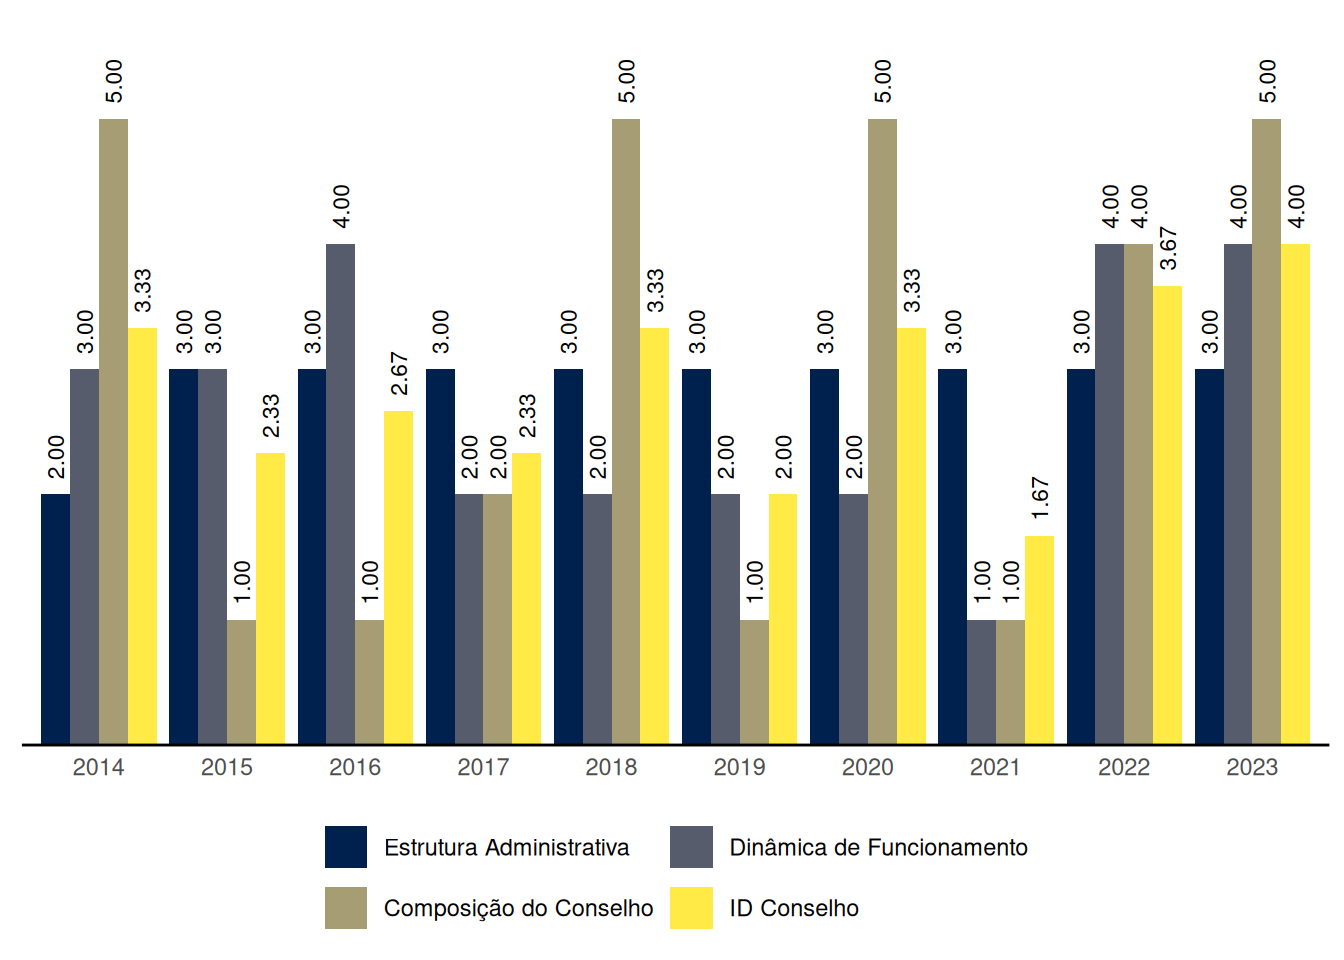 2.00 3.00 5.00 3.33
3.00 3.00 1.00 2.33
3.00 4.00 1.00 2.67
3.00 2.00 2.00 2.33
3.00 2.00 5.00 3.33
3.00 2.00 1.00 2.00
3.00 2.00 5.00 3.33
3.00 1.00 1.00 1.67
3.00 4.00 4.00 3.67
3.00 4.00 5.00 4.00
2014 2015 2016 2017 2018 2019 2020 2021 2022 2023
Estrutura Administrativa Dinâmica de Funcionamento
Composição do Conselho ID Conselho